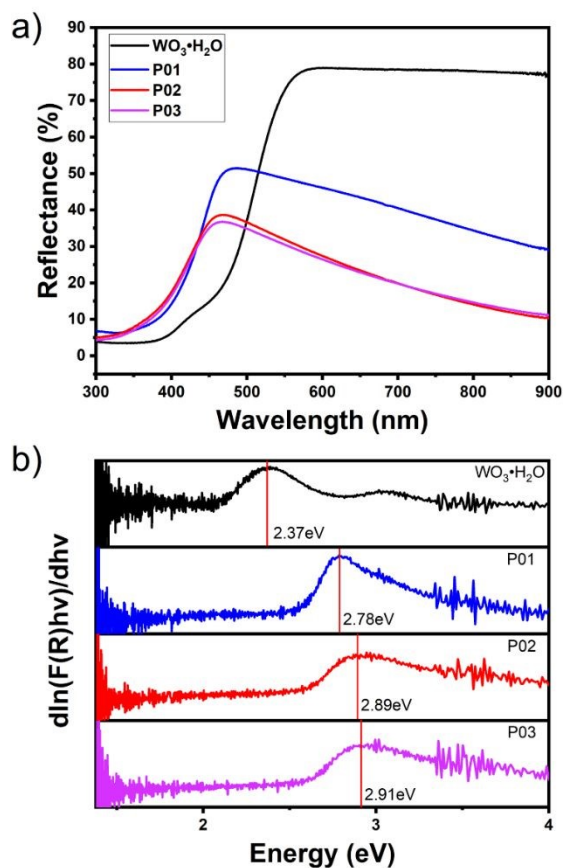 a)
WO₃•H₂O
P01
P02
P03
Reflectance (%)
90
80
70
60
50
40
30
20
10
0
300 400 500 600 700 800 900
Wavelength (nm)
b)
dln(F(R)hv)/dhv
WO₃•H₂O
2.37eV
P01
2.78eV
P02
2.89eV
P03
2.91eV
2 3 4
Energy (eV)